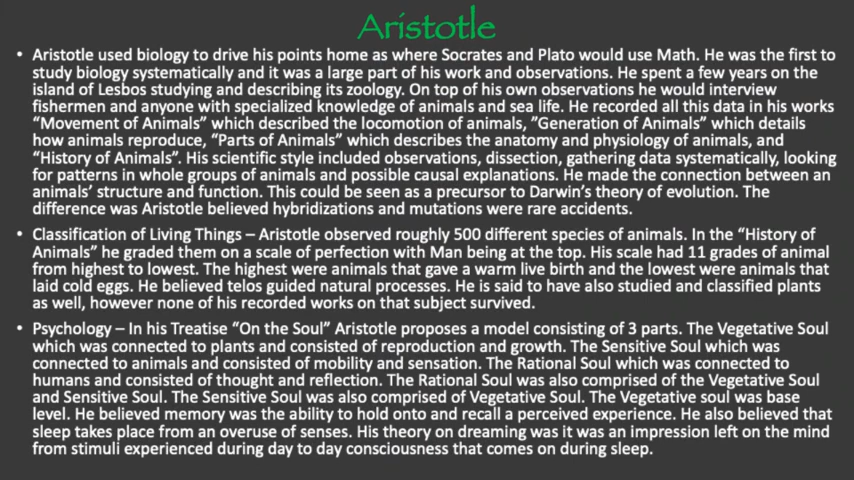 Aristotle
• Aristotle used biology to drive his points home as where Socrates and Plato would use Math. He was the first to
study biology systematically and it was a large part of his work and observations. He spent a few years on the
island of Lesbos studying and describing its zoology. On top of his own observations he would interview
fishermen and anyone with specialized knowledge of animals and sea life. He recorded all this data in his works
“Movement of Animals” which described the locomotion of animals, ”Generation of Animals” which details
how animals reproduce, “Parts of Animals” which describes the anatomy and physiology of animals, and
“History of Animals”. His scientific style included observations, dissection, gathering data systematically, looking
for patterns in whole groups of animals and possible causal explanations. He made the connection between an
animals’ structure and function. This could be seen as a precursor to Darwin’s theory of evolution. The
difference was Aristotle believed hybridizations and mutations were rare accidents.
• Classification of Living Things – Aristotle observed roughly 500 different species of animals. In the “History of
Animals” he graded them on a scale of perfection with Man being at the top. His scale had 11 grades of animal
from highest to lowest. The highest were animals that gave a warm live birth and the lowest were animals that
laid cold eggs. He believed telos guided natural processes. He is said to have also studied and classified plants
as well, however none of his recorded works on that subject survived.
• Psychology – In his Treatise “On the Soul” Aristotle proposes a model consisting of 3 parts. The Vegetative Soul
which was connected to plants and consisted of reproduction and growth. The Sensitive Soul which was
connected to animals and consisted of mobility and sensation. The Rational Soul which was connected to
humans and consisted of thought and reflection. The Rational Soul was also comprised of the Vegetative Soul
and Sensitive Soul. The Sensitive Soul was also comprised of Vegetative Soul. The Vegetative soul was base
level. He believed memory was the ability to hold onto and recall a perceived experience. He also believed that
sleep takes place from an overuse of senses. His theory on dreaming was it was an impression left on the mind
from stimuli experienced during day to day consciousness that comes on during sleep.